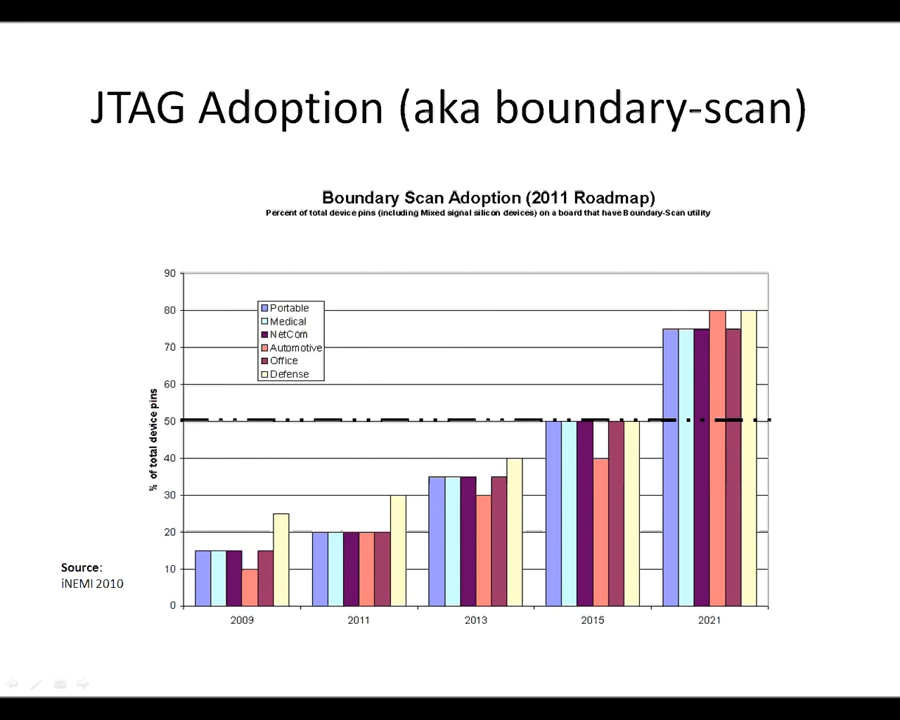 JTAG Adoption (aka boundary-scan)
Boundary Scan Adoption (2011 Roadmap)
Percent of total device pins (including Mixed signal silicon devices) on a board that have Boundary-Scan utility
90
80
70
60
50
40
30
20
10
0
% of total device pins
Portable
Medical
NetCom
Automotive
Office
Defense
2009 2011 2013 2015 2021
Source:
iNEMI 2010